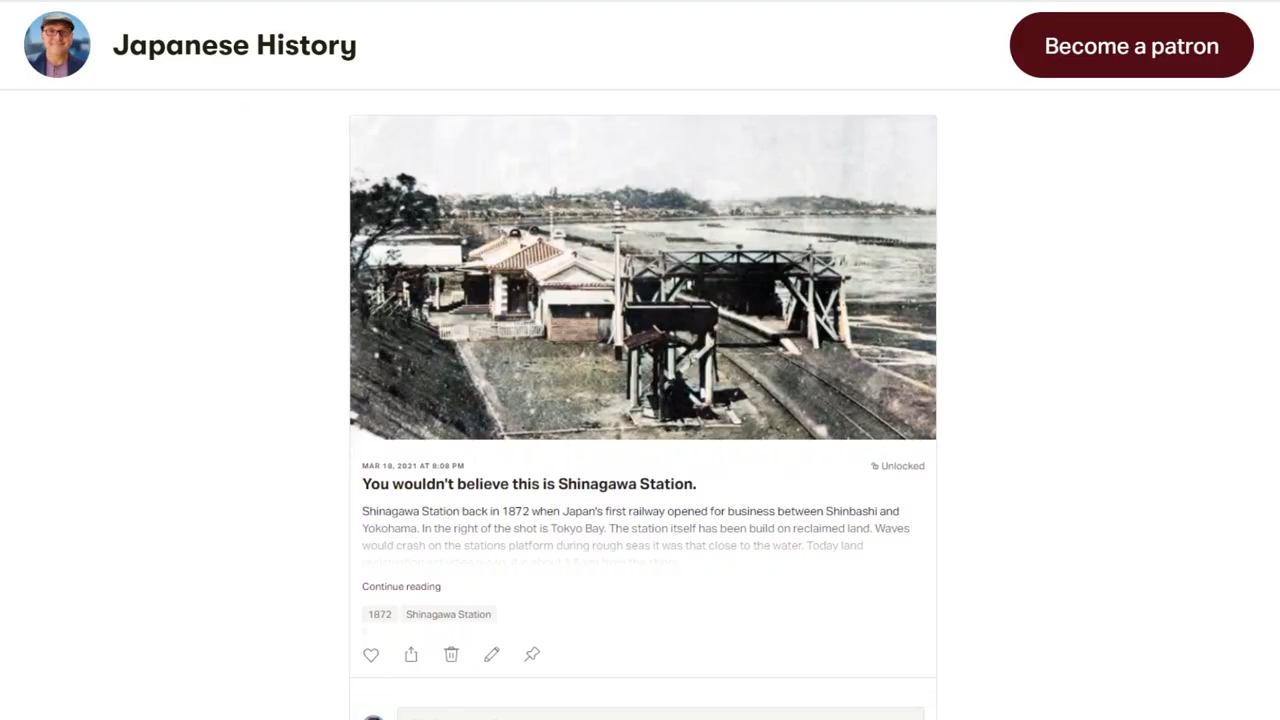 Japanese History
Become a patron
MAR 18, 2021 AT 8:08 PM
Unlocked
You wouldn't believe this is Shinagawa Station.
Shinagawa Station back in 1872 when Japan's first railway opened for business between Shinbashi and
Yokohama. In the right of the shot is Tokyo Bay. The station itself has been build on reclaimed land. Waves
would crash on the stations platform during rough seas it was that close to the water. Today land
Continue reading
1872
Shinagawa Station